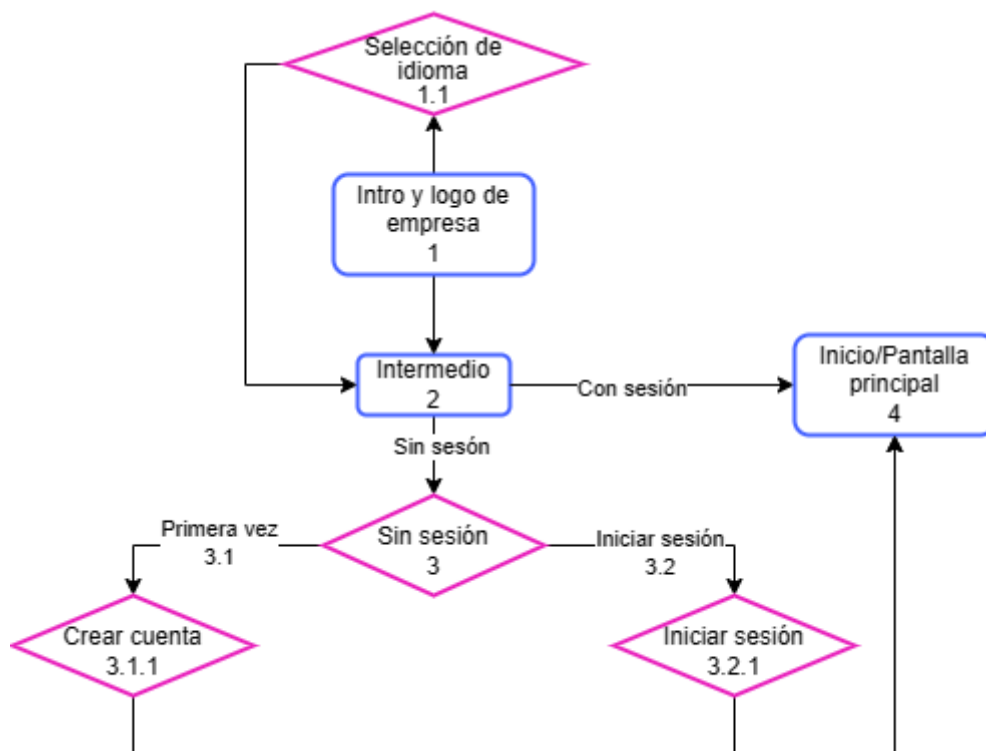 Selección de
idioma
1.1
Intro y logo de
empresa
1
Intermedio
2
Con sesión
Inicio/Pantalla
principal
4
Sin sesón
Sin sesión
3
Primera vez
3.1
Iniciar sesión
3.2
Crear cuenta
3.1.1
Iniciar sesión
3.2.1